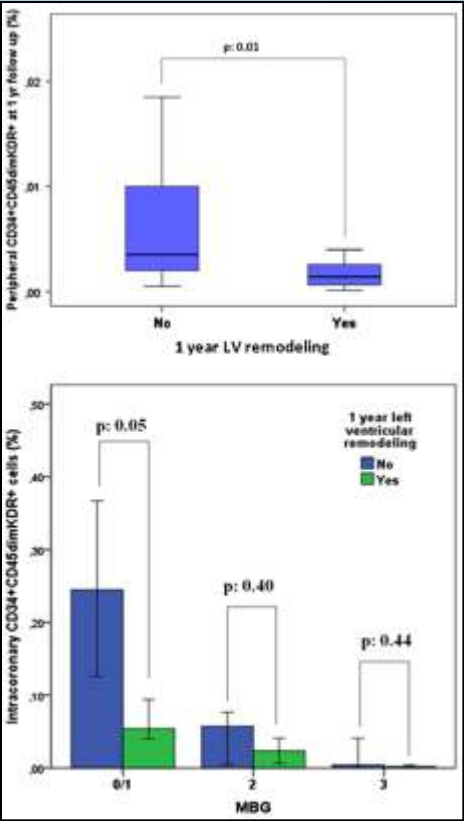 Peripheral CD34+CD45dimKDR+ at 1 yr follow up (%)
p: 0.01
,02
,01
,00
No
Yes
1 year LV remodeling
Intracoronary CD34+CD45dimKDR+ cells (%)
,50
,40
,30
,20
,10
,00
p: 0.05
p: 0.40
p: 0.44
1 year left
ventricular
remodeling
No
Yes
0/1
2
3
MBG